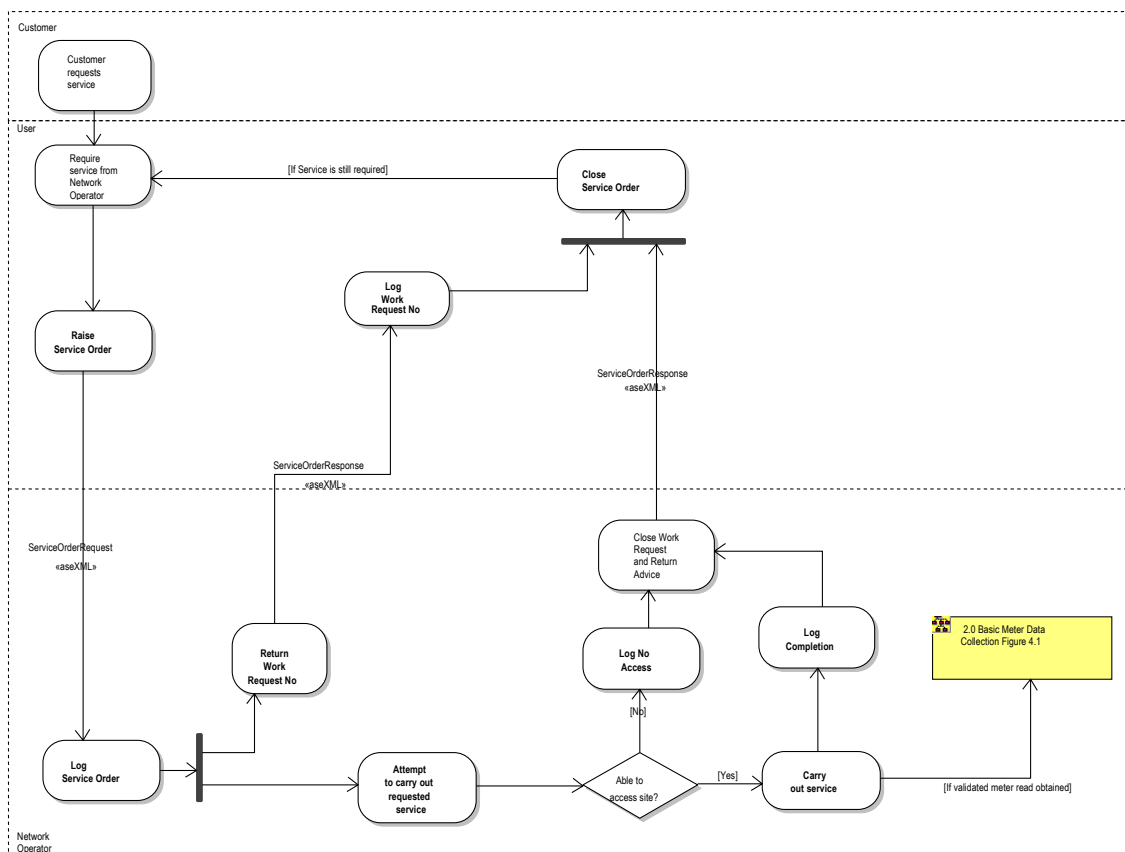 Customer
Customer
requests
service
User
Require
service from
Network
Operator
[If Service is still required]
Close
Service Order
Log
Work
Request No
Raise
Service Order
ServiceOrderResponse
«aseXML»
ServiceOrderResponse
«aseXML»
ServiceOrderRequest
«aseXML»
Close Work
Request
and Return
Advice
Return
Work
Request No
Log No
Access
Log
Completion
2.0 Basic Meter Data
Collection Figure 4.1
[No]
Log
Service Order
Attempt
to carry out
requested
service
Able to
access site?
[Yes]
Carry
out service
[If validated meter read obtained]
Network
Operator